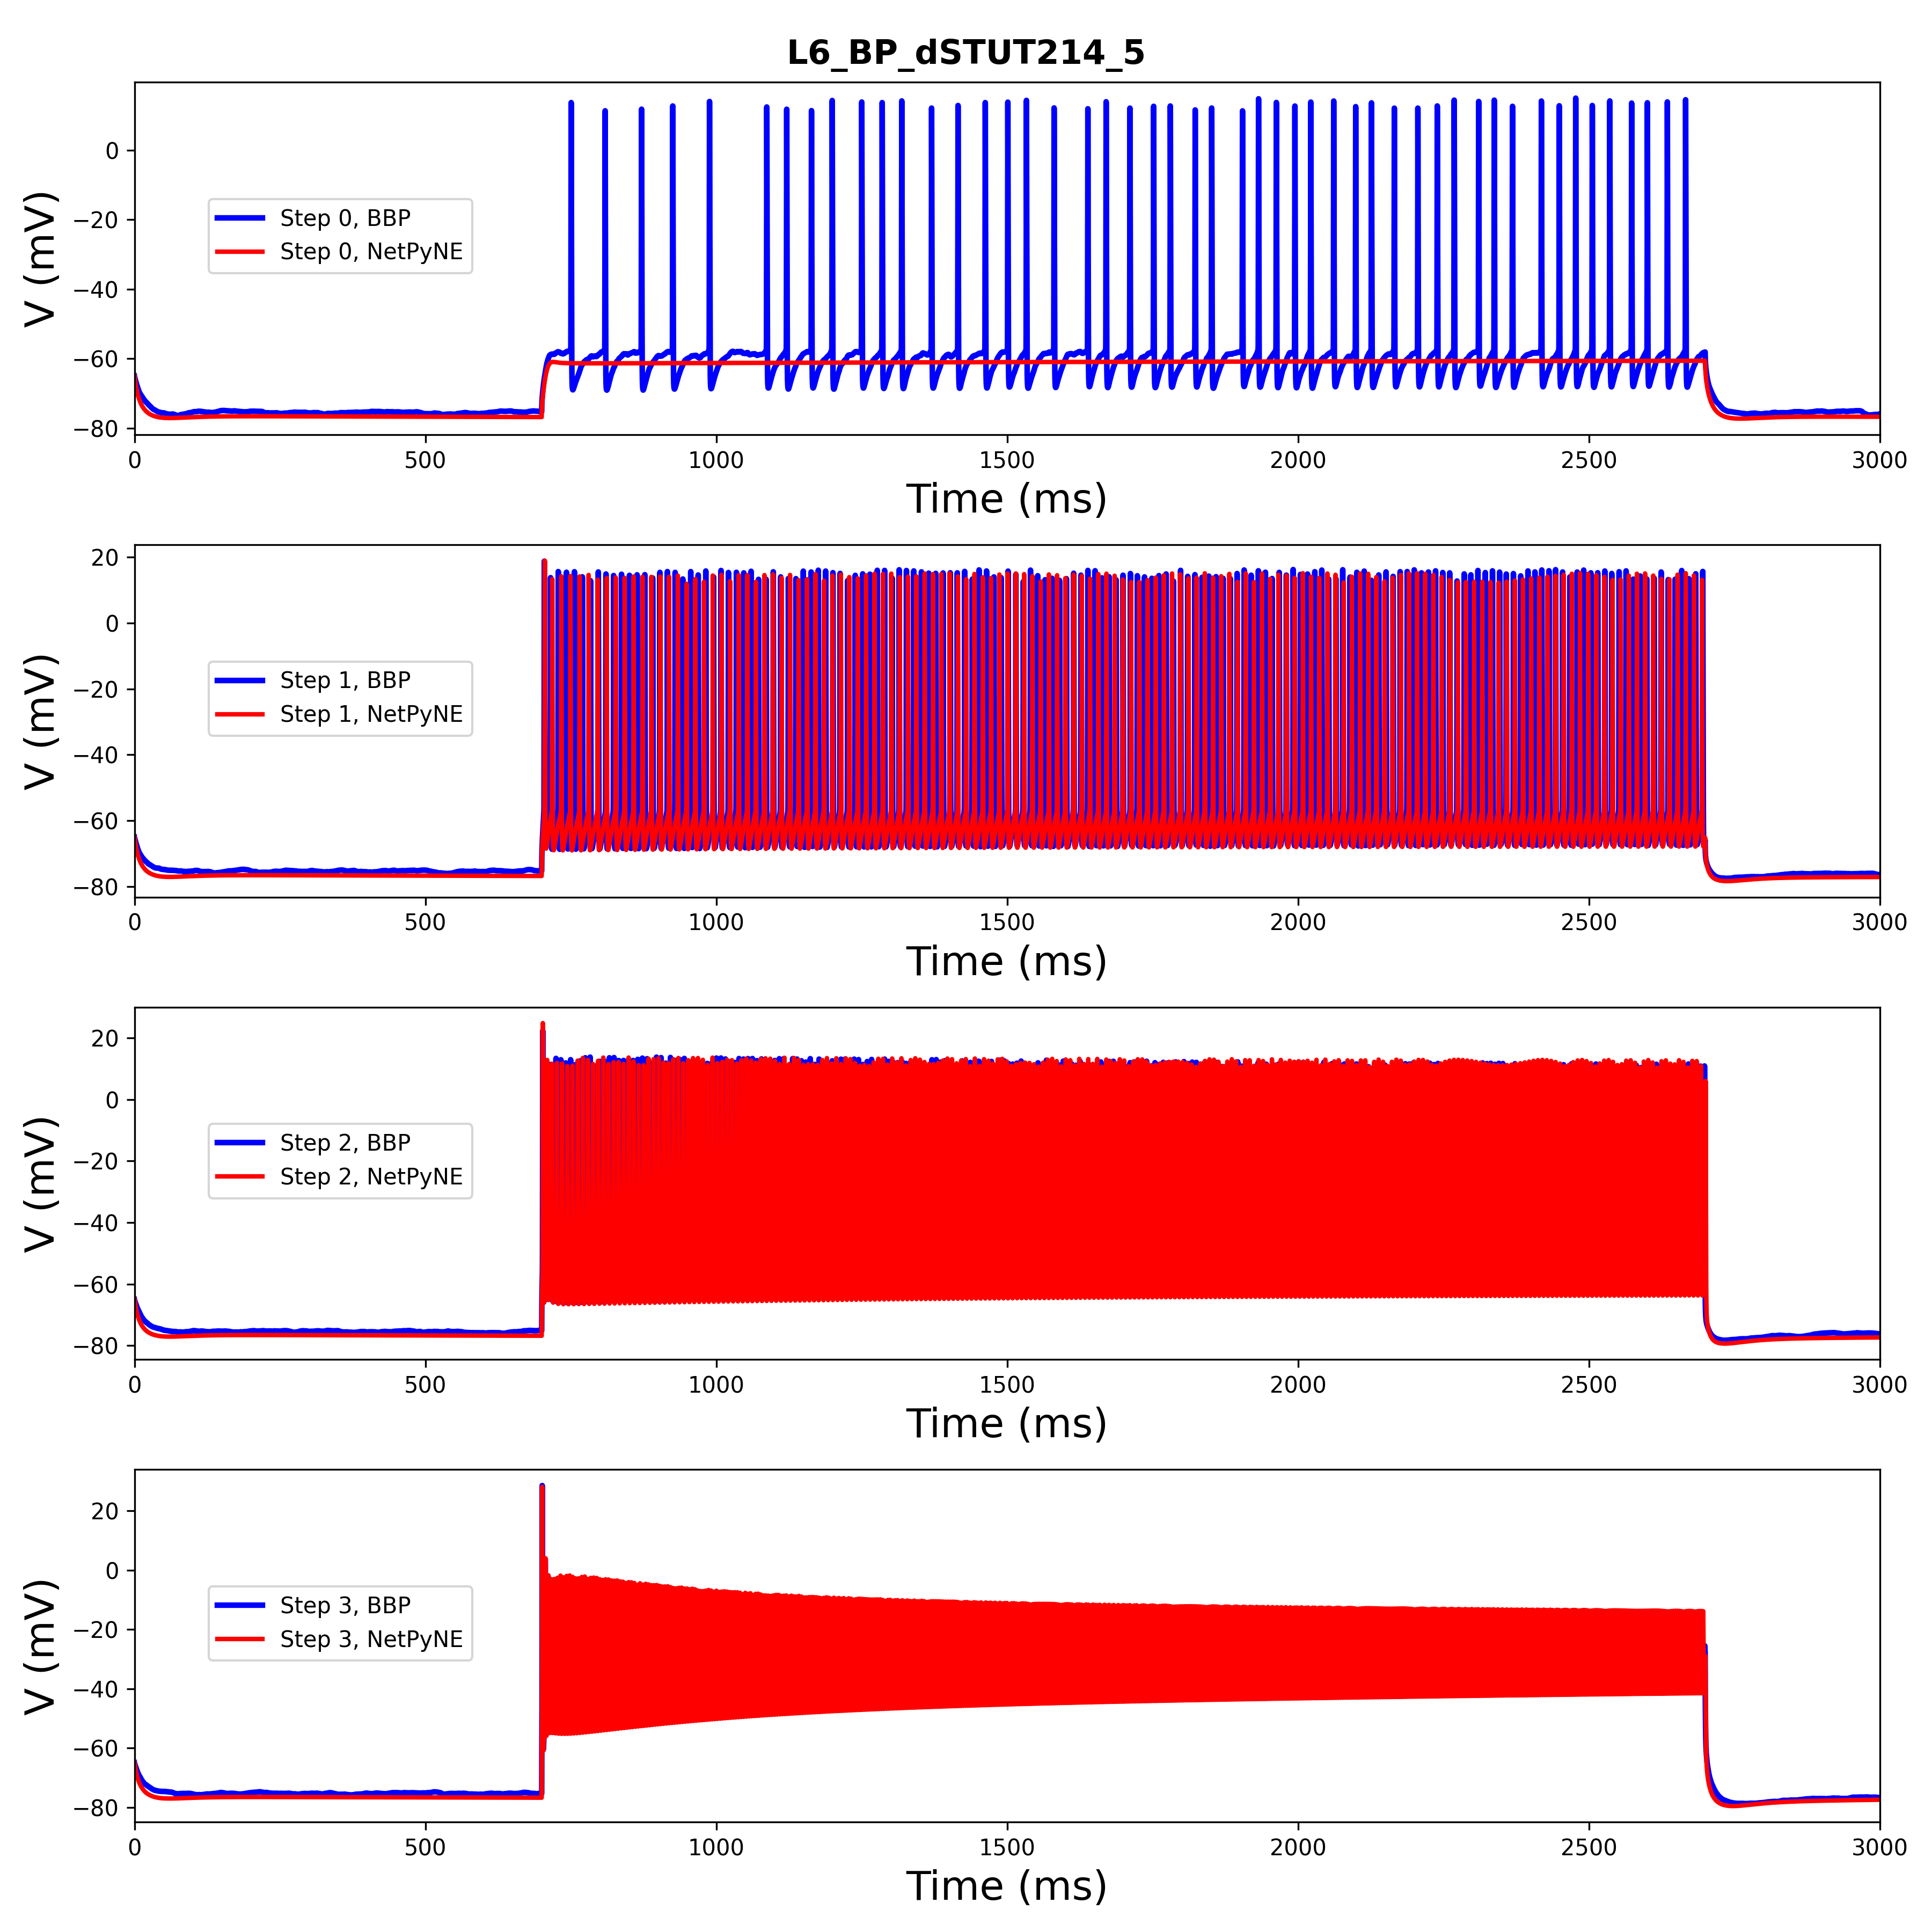 L6_BP_dSTUT214_5
V (mV)
0
−20
−40
−60
−80
Step 0, BBP
Step 0, NetPyNE
0 500 1000 1500 2000 2500 3000
Time (ms)
V (mV)
20
0
−20
−40
−60
−80
Step 1, BBP
Step 1, NetPyNE
0 500 1000 1500 2000 2500 3000
Time (ms)
V (mV)
20
0
−20
−40
−60
−80
Step 2, BBP
Step 2, NetPyNE
0 500 1000 1500 2000 2500 3000
Time (ms)
V (mV)
20
0
−20
−40
−60
−80
Step 3, BBP
Step 3, NetPyNE
0 500 1000 1500 2000 2500 3000
Time (ms)